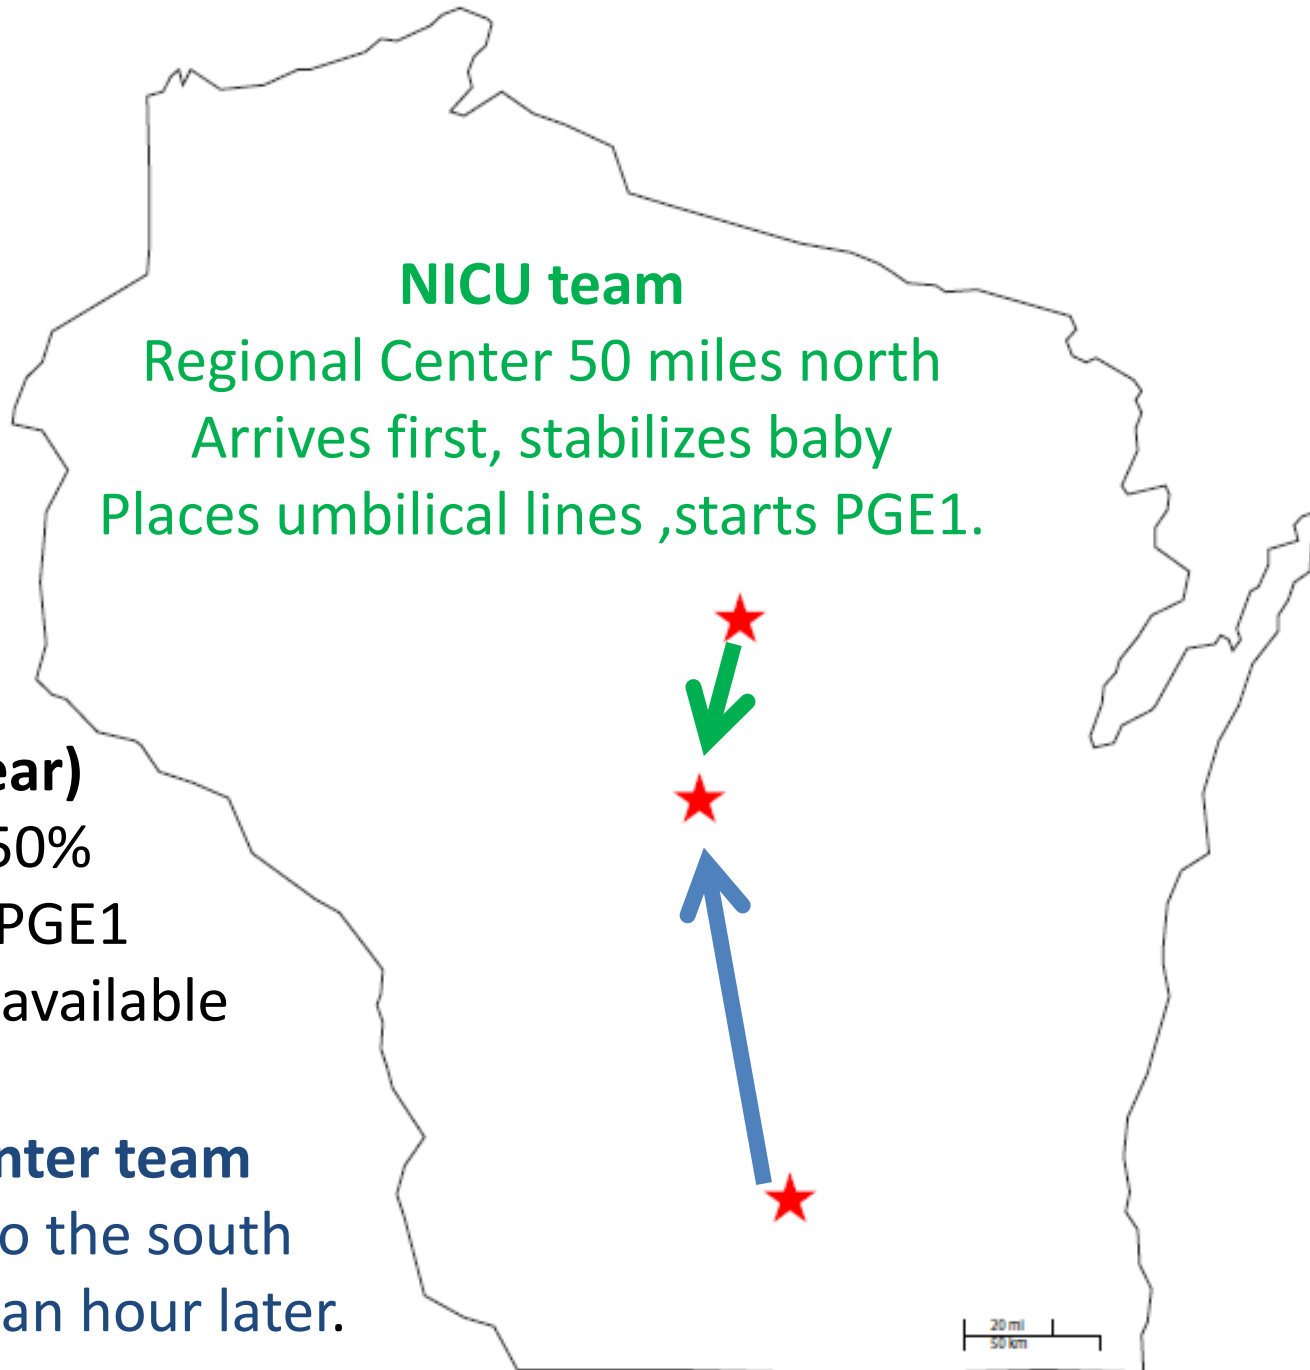 NICU team
Regional Center 50 miles north
Arrives first, stabilizes baby
Places umbilical lines ,starts PGE1.
ear)
50%
PGE1
available
nter team
o the south
an hour later.
20 mi
50 km